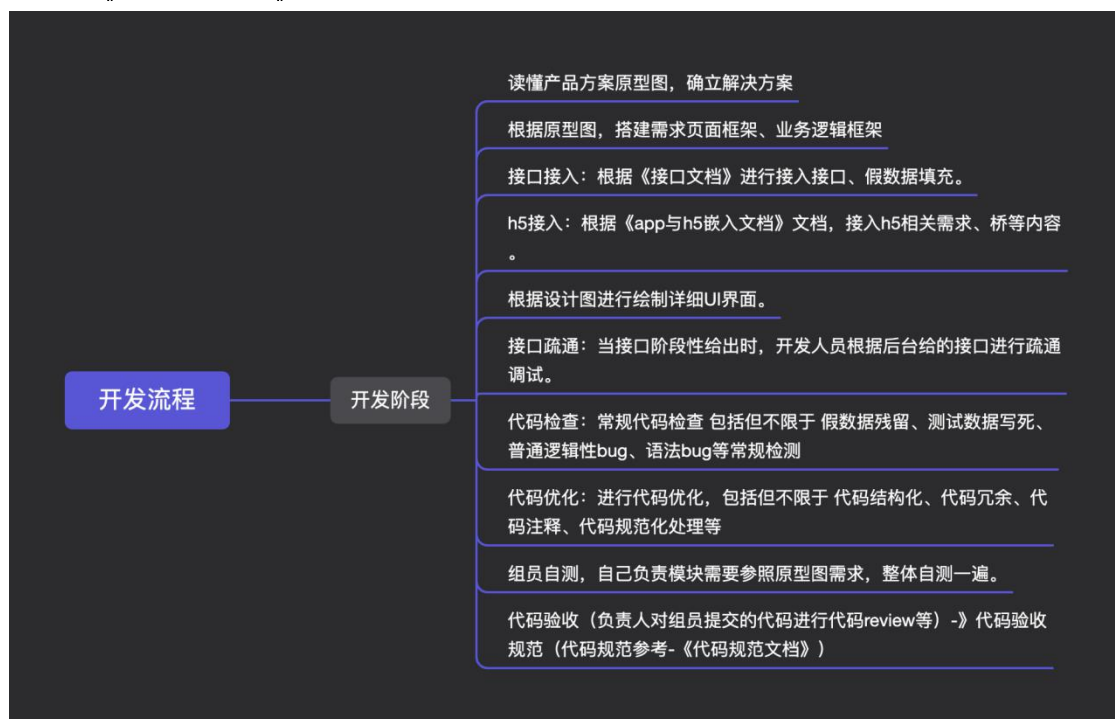 读懂产品方案原型图，确立解决方案
根据原型图，搭建需求页面框架、业务逻辑框架
接口接入：根据《接口文档》进行接入接口、假数据填充。
h5接入：根据《app与h5嵌入文档》文档，接入h5相关需求、桥等内容
。
根据设计图进行绘制详细UI界面。
接口疏通：当接口阶段性给出时，开发人员根据后台给的接口进行疏通
调试。
开发流程
开发阶段
代码检查：常规代码检查 包括但不限于 假数据残留、测试数据写死、
普通逻辑性bug、语法bug等常规检测
代码优化：进行代码优化，包括但不限于 代码结构化、代码冗余、代
码注释、代码规范化处理等
组员自测，自己负责模块需要参照原型图需求，整体自测一遍。
代码验收（负责人对组员提交的代码进行代码review等）-》代码验收
规范（代码规范参考-《代码规范文档》）